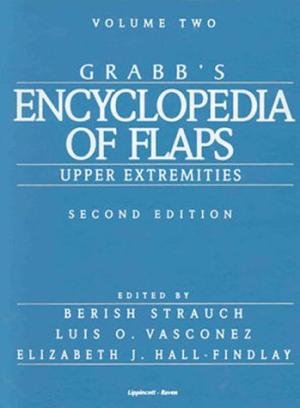 VOLUME TWO
GRABB'S
ENCYCLOPEDIA
OF FLAPS
UPPER EXTREMITIES
SECOND EDITION
EDITED BY
BERISH STRAUCH
LUIS O. VASCONEZ
ELIZABETH J. HALL-FINDLAY
Lippincott - Raven